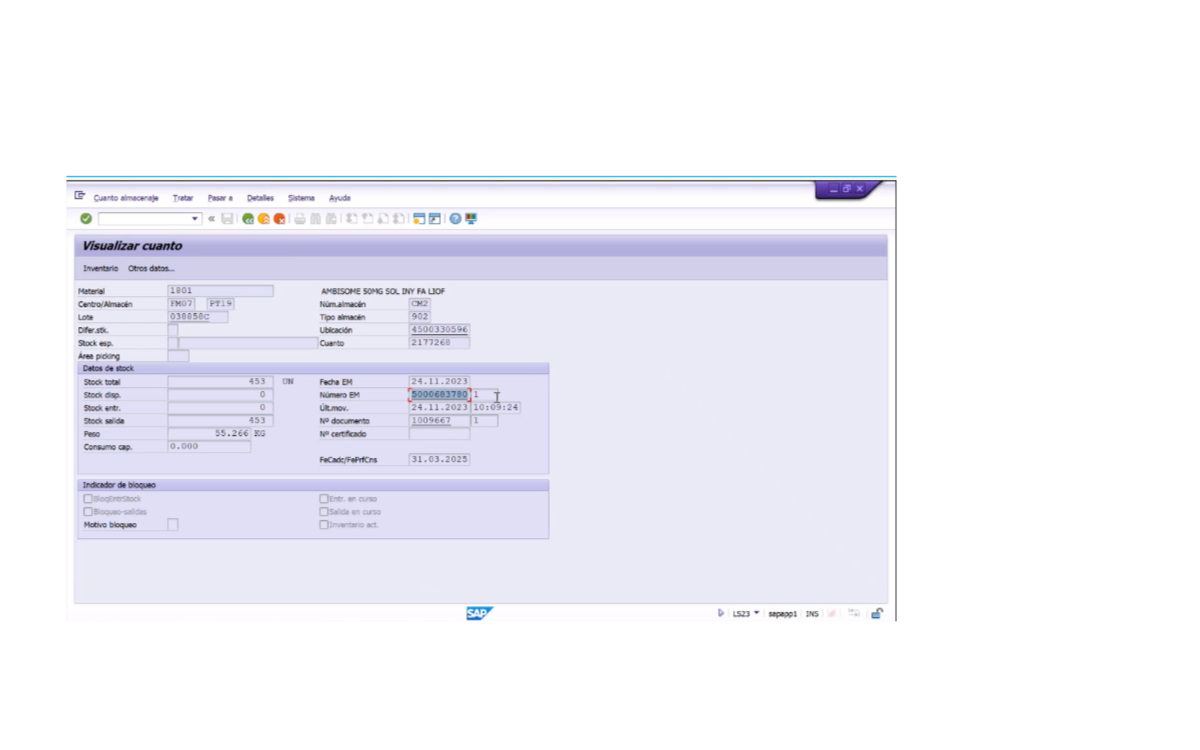 Cuanto almacenaje Tratar Pasar a Detalles Sistema Ayuda
Visualizar cuanto
Inventario Otros datos...
Material 1801 AMBISOME 50MG SOL INY FA LIOF
Centro/Almacén FM07 PT19 Núm.almacén CM2
Lote 038858C Tipo almacén 902
Difer.stk. Ubicación 4500330596
Stock esp. Cuanto 2177268
Área picking
Datos de stock
Stock total 453 UN Fecha EM 24.11.2023
Stock disp. 0 Número EM 5000683780 1
Stock entr. 0 Últ.mov. 24.11.2023 10:09:24
Stock salida 453 Nº documento 1009667 1
Peso 55.266 KG Nº certificado
Consumo cap. 0.000
FeCadc/FePrfCns 31.03.2025
Indicador de bloqueo
BloqEntrStock Entr. en curso
Bloqueo-salidas Salida en curso
Motivo bloqueo Inventario act.
SAP LS23 sapapp1 INS